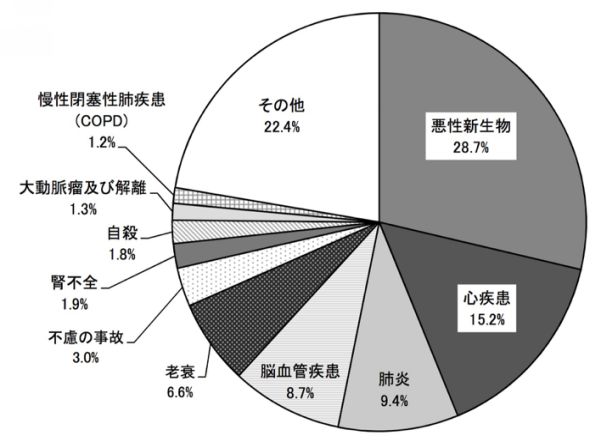 悪性新生物
28.7%
心疾患
15.2%
肺炎
9.4%
脳血管疾患
8.7%
老衰
6.6%
不慮の事故
3.0%
腎不全
1.9%
自殺
1.8%
大動脈瘤及び解離
1.3%
慢性閉塞性肺疾患
（COPD）
1.2%
その他
22.4%